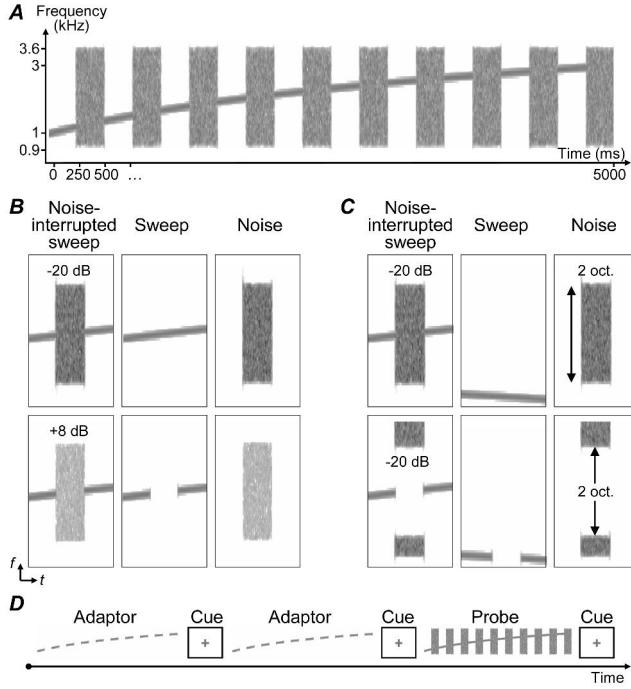 A
Frequency
(kHz)
3.6
3
1
0.9
Time (ms)
0 250 500 ... 5000
B
Noise-
interrupted
sweep
Sweep
Noise
-20 dB
+8 dB
f
t
C
Noise-
interrupted
sweep
Sweep
Noise
-20 dB
2 oct.
-20 dB
2 oct.
D
Adaptor Cue Adaptor Cue Probe Cue
+ + +
Time